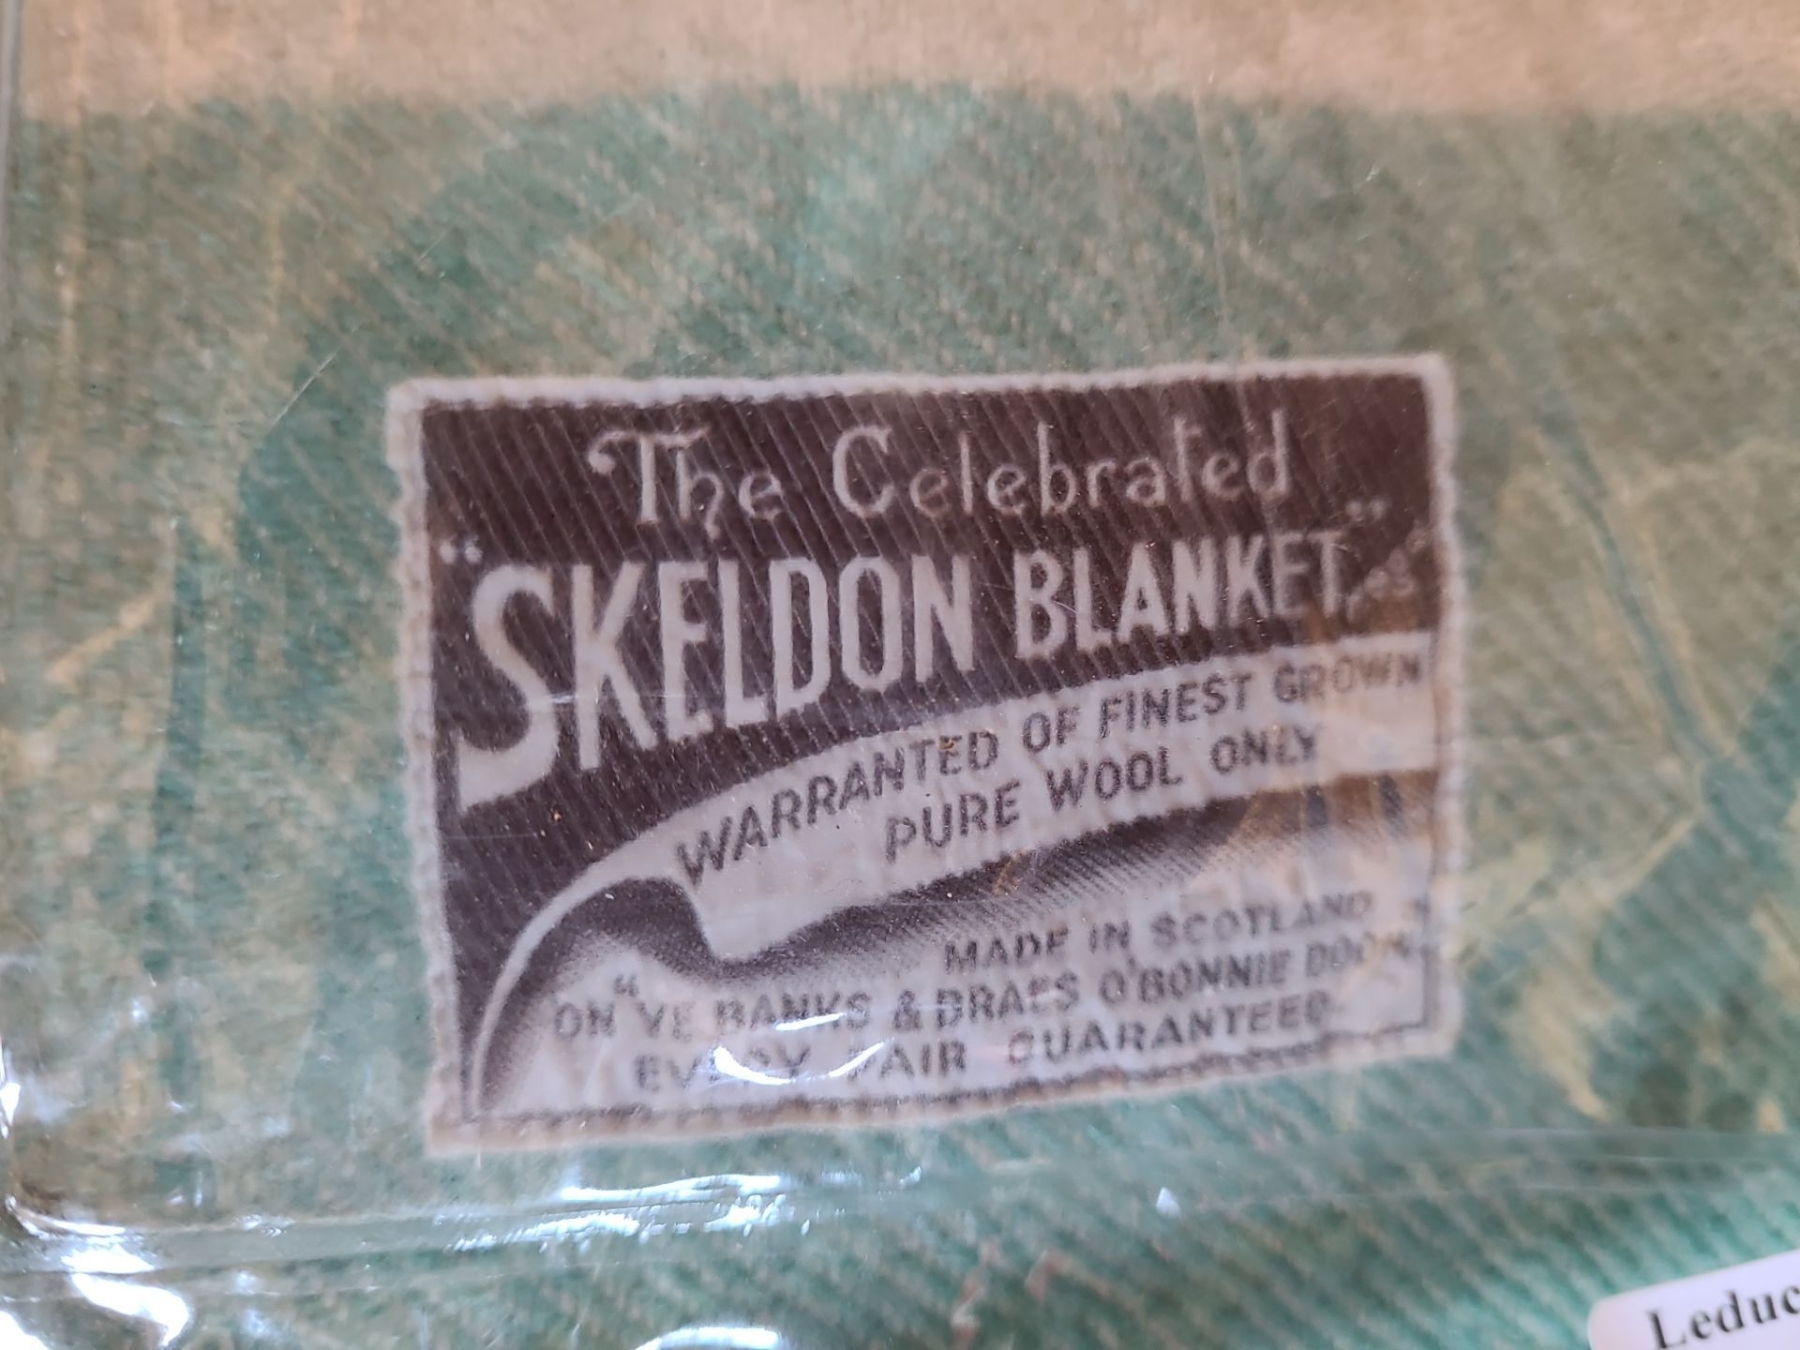 The Celebrated
"SKELDON BLANKET"
WARRANTED OF FINEST GROWN
PURE WOOL ONLY
MADE IN SCOTLAND
ON "YE BANKS & BRAES O'BONNIE DOON"
EVERY PAIR GUARANTEED
Leduc